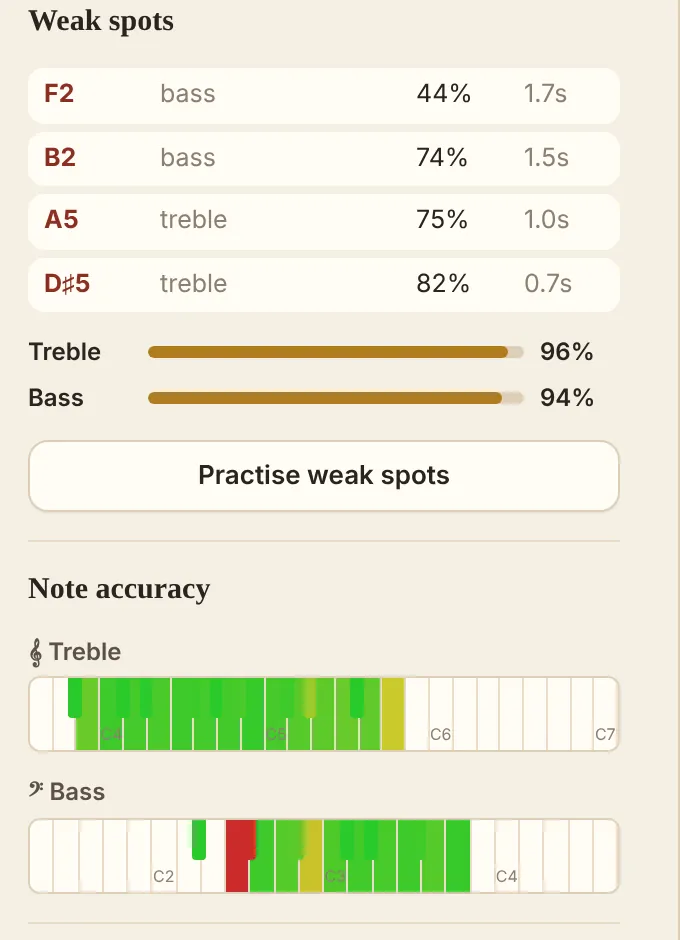 Weak spots
F2 bass 44% 1.7s
B2 bass 74% 1.5s
A5 treble 75% 1.0s
D♯5 treble 82% 0.7s
Treble 96%
Bass 94%
Practise weak spots
Note accuracy
𝄞 Treble
C4 C5 C6 C7
𝄢 Bass
C2 C3 C4